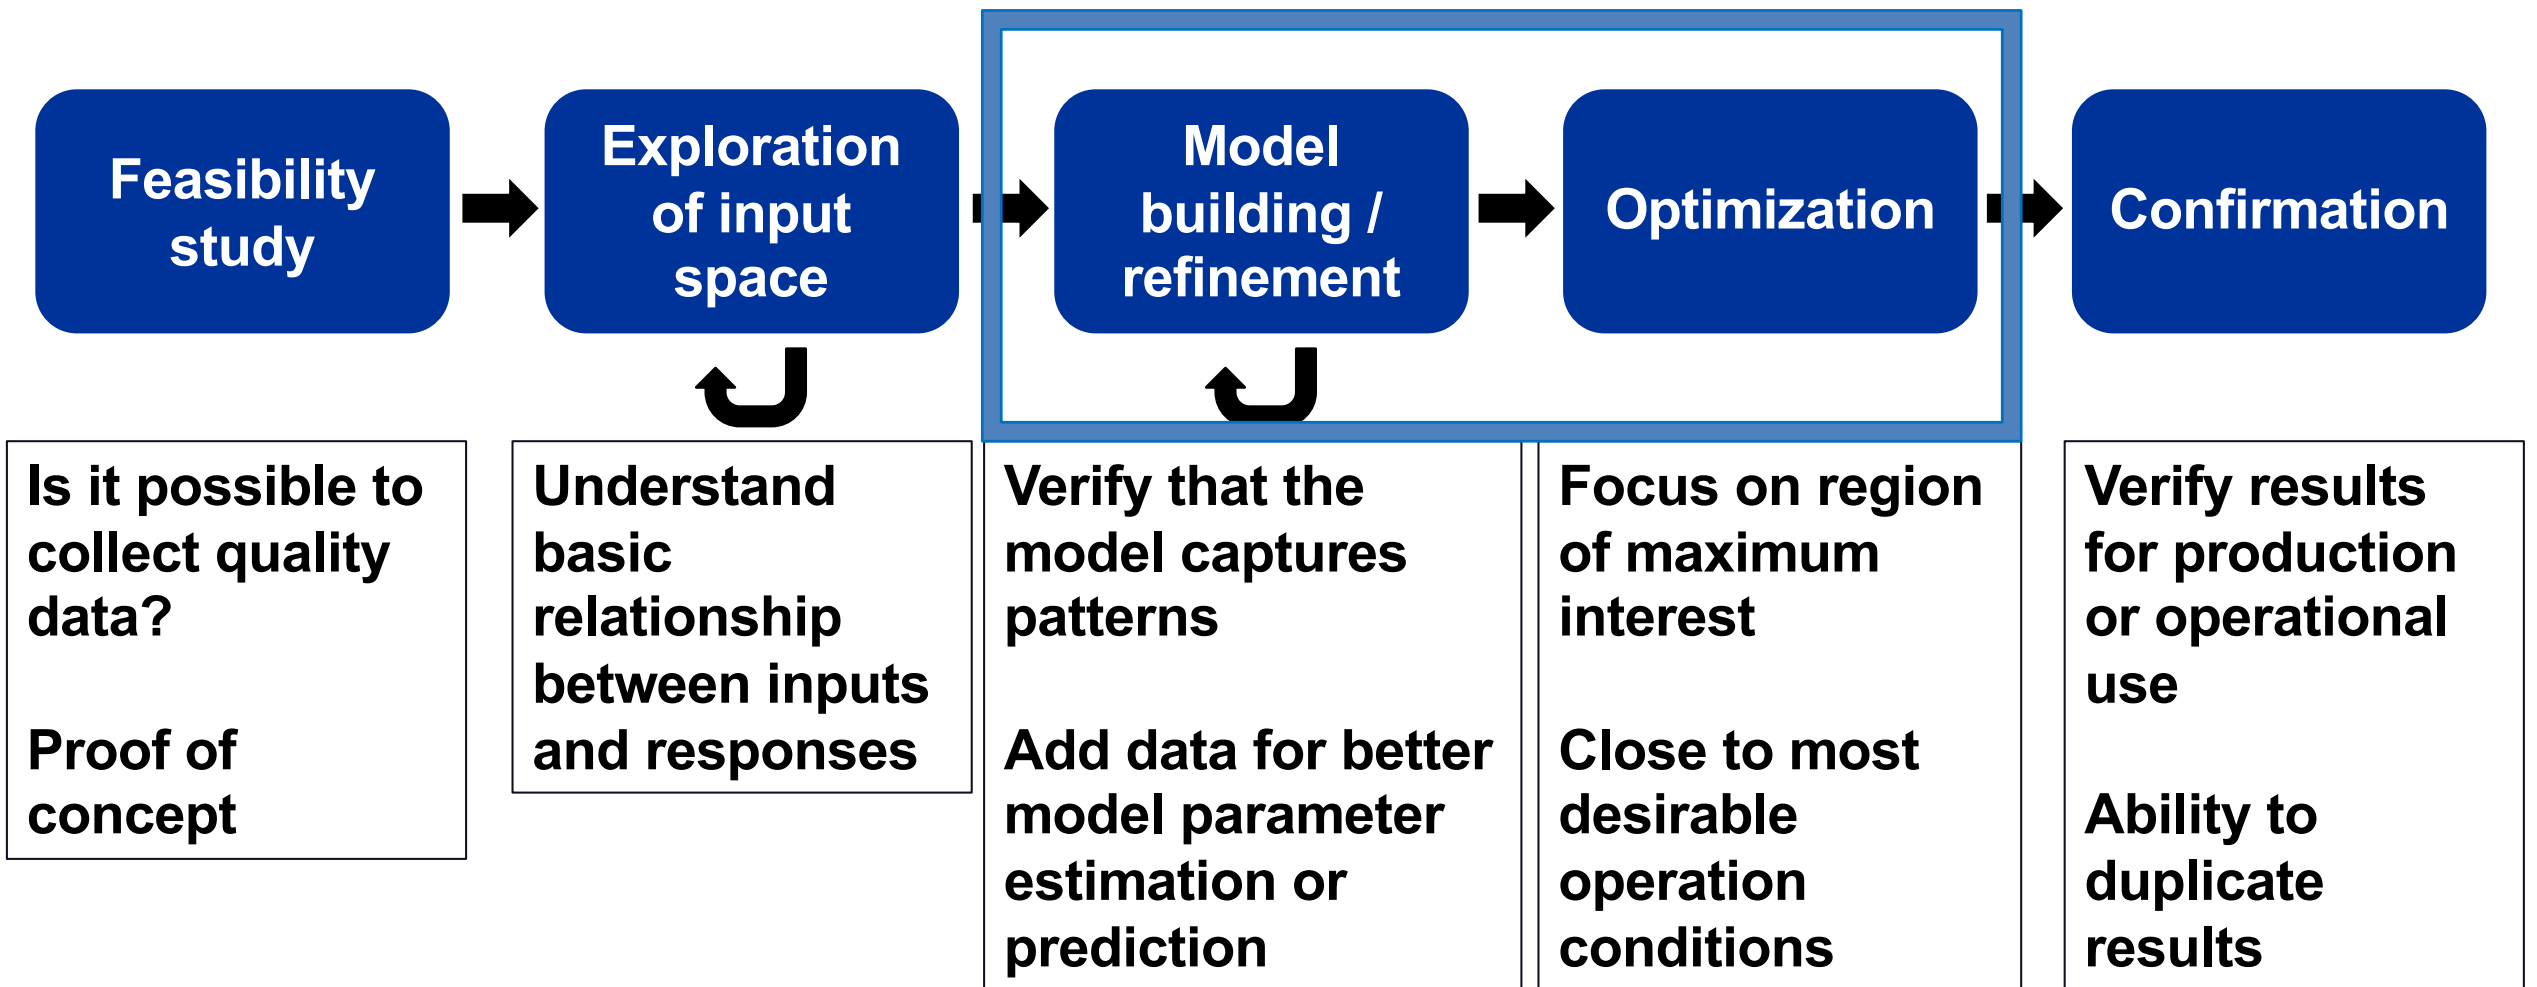 Feasibility
study
Exploration
of input
space
Model
building /
refinement
Optimization
Confirmation
Is it possible to
collect quality
data?
Proof of
concept
Understand
basic
relationship
between inputs
and responses
Verify that the
model captures
patterns
Add data for better
model parameter
estimation or
prediction
Focus on region
of maximum
interest
Close to most
desirable
operation
conditions
Verify results
for production
or operational
use
Ability to
duplicate
results